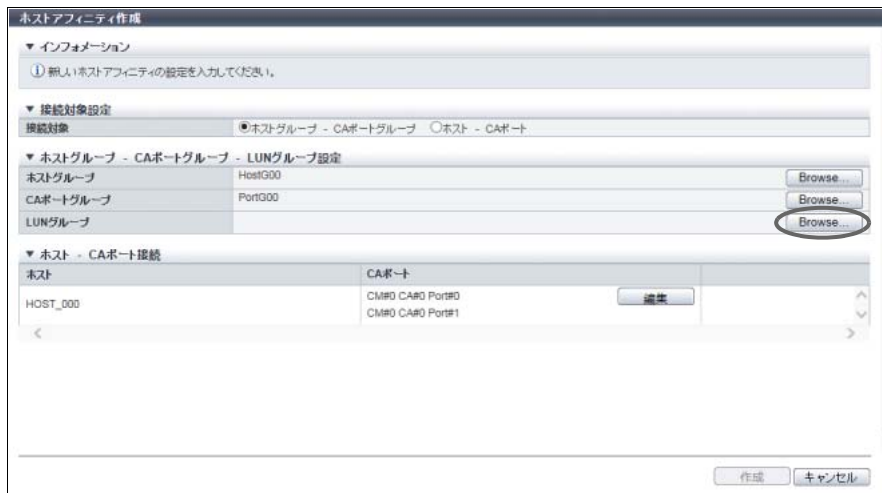 ホストアフィニティ作成
▼ インフォメーション
新しいホストアフィニティの設定を入力してください。
▼ 接続対象設定
接続対象 ホストグループ - CAポートグループ ホスト - CAポート
▼ ホストグループ - CAポートグループ - LUNグループ設定
ホストグループ HostG00 Browse...
CAポートグループ PortG00 Browse...
LUNグループ Browse...
▼ ホスト - CAポート接続
ホスト CAポート
HOST_000 CM#0 CA#0 Port#0 編集
CM#0 CA#0 Port#1
作成 キャンセル